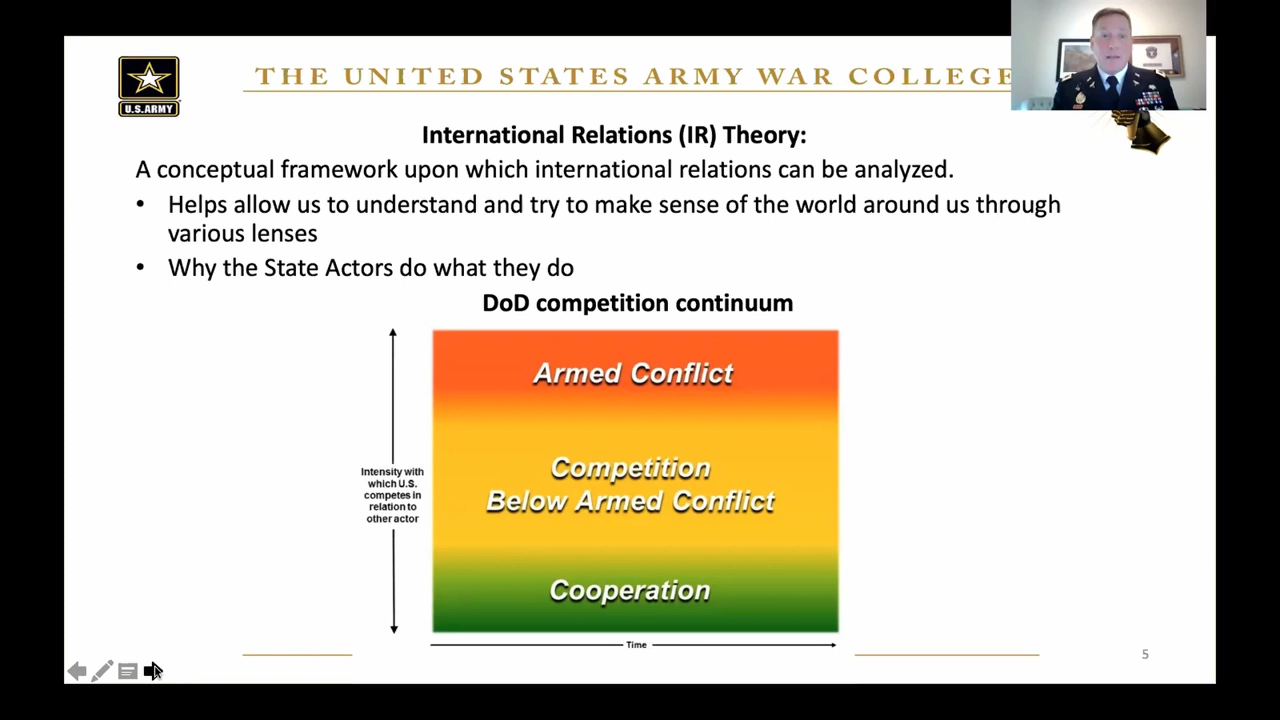 THE UNITED STATES ARMY WAR COLLEGE
U.S.ARMY
International Relations (IR) Theory:
A conceptual framework upon which international relations can be analyzed.
• Helps allow us to understand and try to make sense of the world around us through
various lenses
• Why the State Actors do what they do
DoD competition continuum
Armed Conflict
Competition
Below Armed Conflict
Cooperation
Intensity with
which U.S.
competes in
relation to
other actor
Time
5